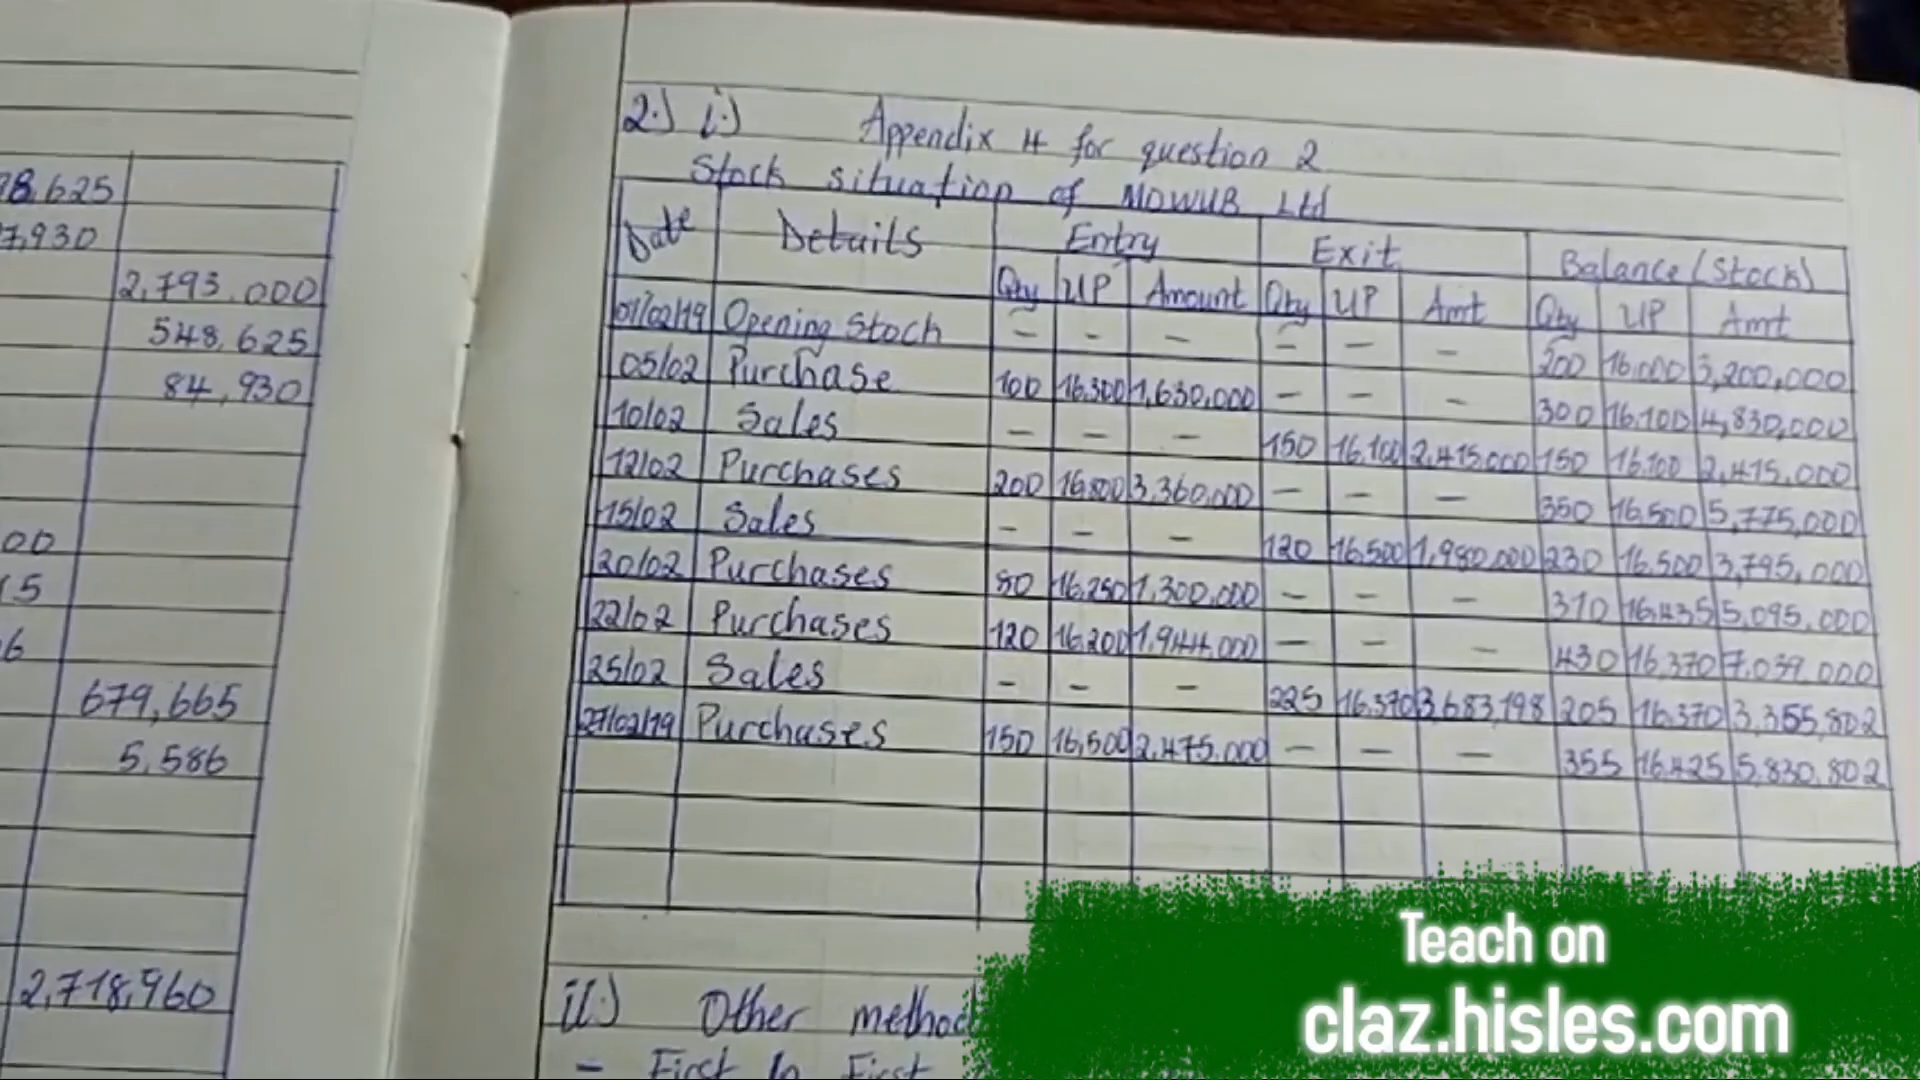 78,625
7,930
2,793,000
548,625
84,930
00
15
6
679,665
5,586
2,718,960
2.) i.) Appendix 4 for question 2
Stock situation of MOWUB Ltd
Date Details Entry Exit Balance (Stock)
Qty UP Amount Qty UP Amt Qty UP Amt
01/02/19 Opening Stock - - - - - - 200 16,000 3,200,000
05/02 Purchase 100 16,300 1,630,000 - - - 300 16,100 4,830,000
10/02 Sales - - - 150 16,100 2,415,000 150 16,100 2,415,000
12/02 Purchases 200 16,800 3,360,000 - - - 350 16,500 5,775,000
15/02 Sales - - - 120 16,500 1,980,000 230 16,500 3,795,000
20/02 Purchases 80 16,250 1,300,000 - - - 310 16,435 5,095,000
22/02 Purchases 120 16,200 1,944,000 - - - 430 16,370 7,039,000
25/02 Sales - - - 225 16,370 3,683,198 205 16,370 3,355,802
27/02/19 Purchases 150 16,500 2,475,000 - - - 355 16,425 5,830,802
ii.) Other method
- First In First
Teach on
claz.hisles.com